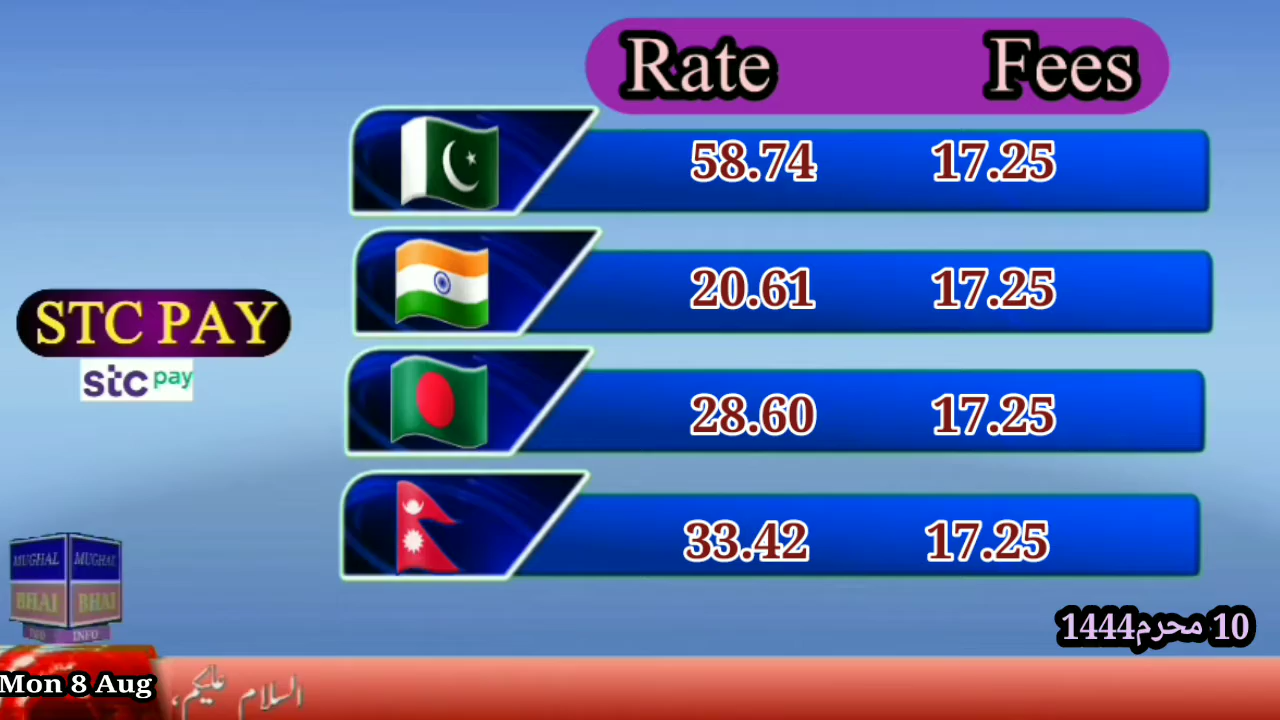 Rate Fees
58.74 17.25
20.61 17.25
STC PAY
stc pay
28.60 17.25
33.42 17.25
MUGHAL MUGHAL
BHAI BHAI
INFO
10 محرم1444
Mon 8 Aug
السلام علیکم،